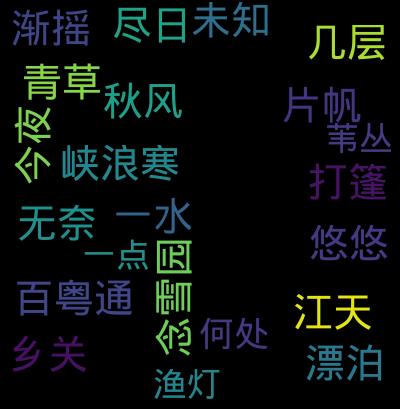 渐摇
尽日
未知
几层
青草
秋风
片帆
苇丛
今夜
峡浪寒
打篷
无奈
一水
悠悠
一点
忿雪园
百粤通
江天
何处
乡关
漂泊
渔灯